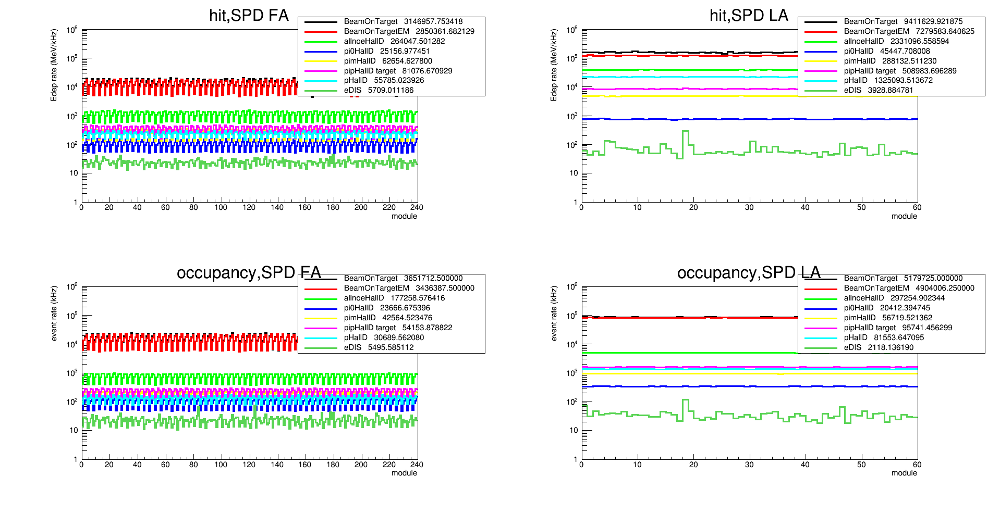 hit,SPD FA
Edep rate (MeV/kHz)
10^6
10^5
10^4
10^3
10^2
10
1
0 20 40 60 80 100 120 140 160 180 200 220 240
module
BeamOnTarget 3146957.753418
BeamOnTargetEM 2850361.682129
allnoeHallD 264047.501282
pi0HallD 25156.977451
pimHallD 62654.627800
pipHallD target 81076.670929
pHallD 55785.023926
eDIS 5709.011186
hit,SPD LA
Edep rate (MeV/kHz)
10^6
10^5
10^4
10^3
10^2
10
1
0 10 20 30 40 50 60
module
BeamOnTarget 9411629.921875
BeamOnTargetEM 7279583.640625
allnoeHallD 2331096.558594
pi0HallD 45447.708008
pimHallD 288132.511230
pipHallD target 508983.696289
pHallD 1325093.513672
eDIS 3928.884781
occupancy,SPD FA
event rate (kHz)
10^6
10^5
10^4
10^3
10^2
10
1
0 20 40 60 80 100 120 140 160 180 200 220 240
module
BeamOnTarget 3651712.500000
BeamOnTargetEM 3436387.500000
allnoeHallD 177258.576416
pi0HallD 23666.675396
pimHallD 42564.523476
pipHallD target 54153.878822
pHallD 30689.562080
eDIS 5495.585112
occupancy,SPD LA
event rate (kHz)
10^6
10^5
10^4
10^3
10^2
10
1
0 10 20 30 40 50 60
module
BeamOnTarget 5179725.000000
BeamOnTargetEM 4904006.250000
allnoeHallD 297254.902344
pi0HallD 20412.394745
pimHallD 56719.521362
pipHallD target 95741.456299
pHallD 81553.647095
eDIS 2118.136190